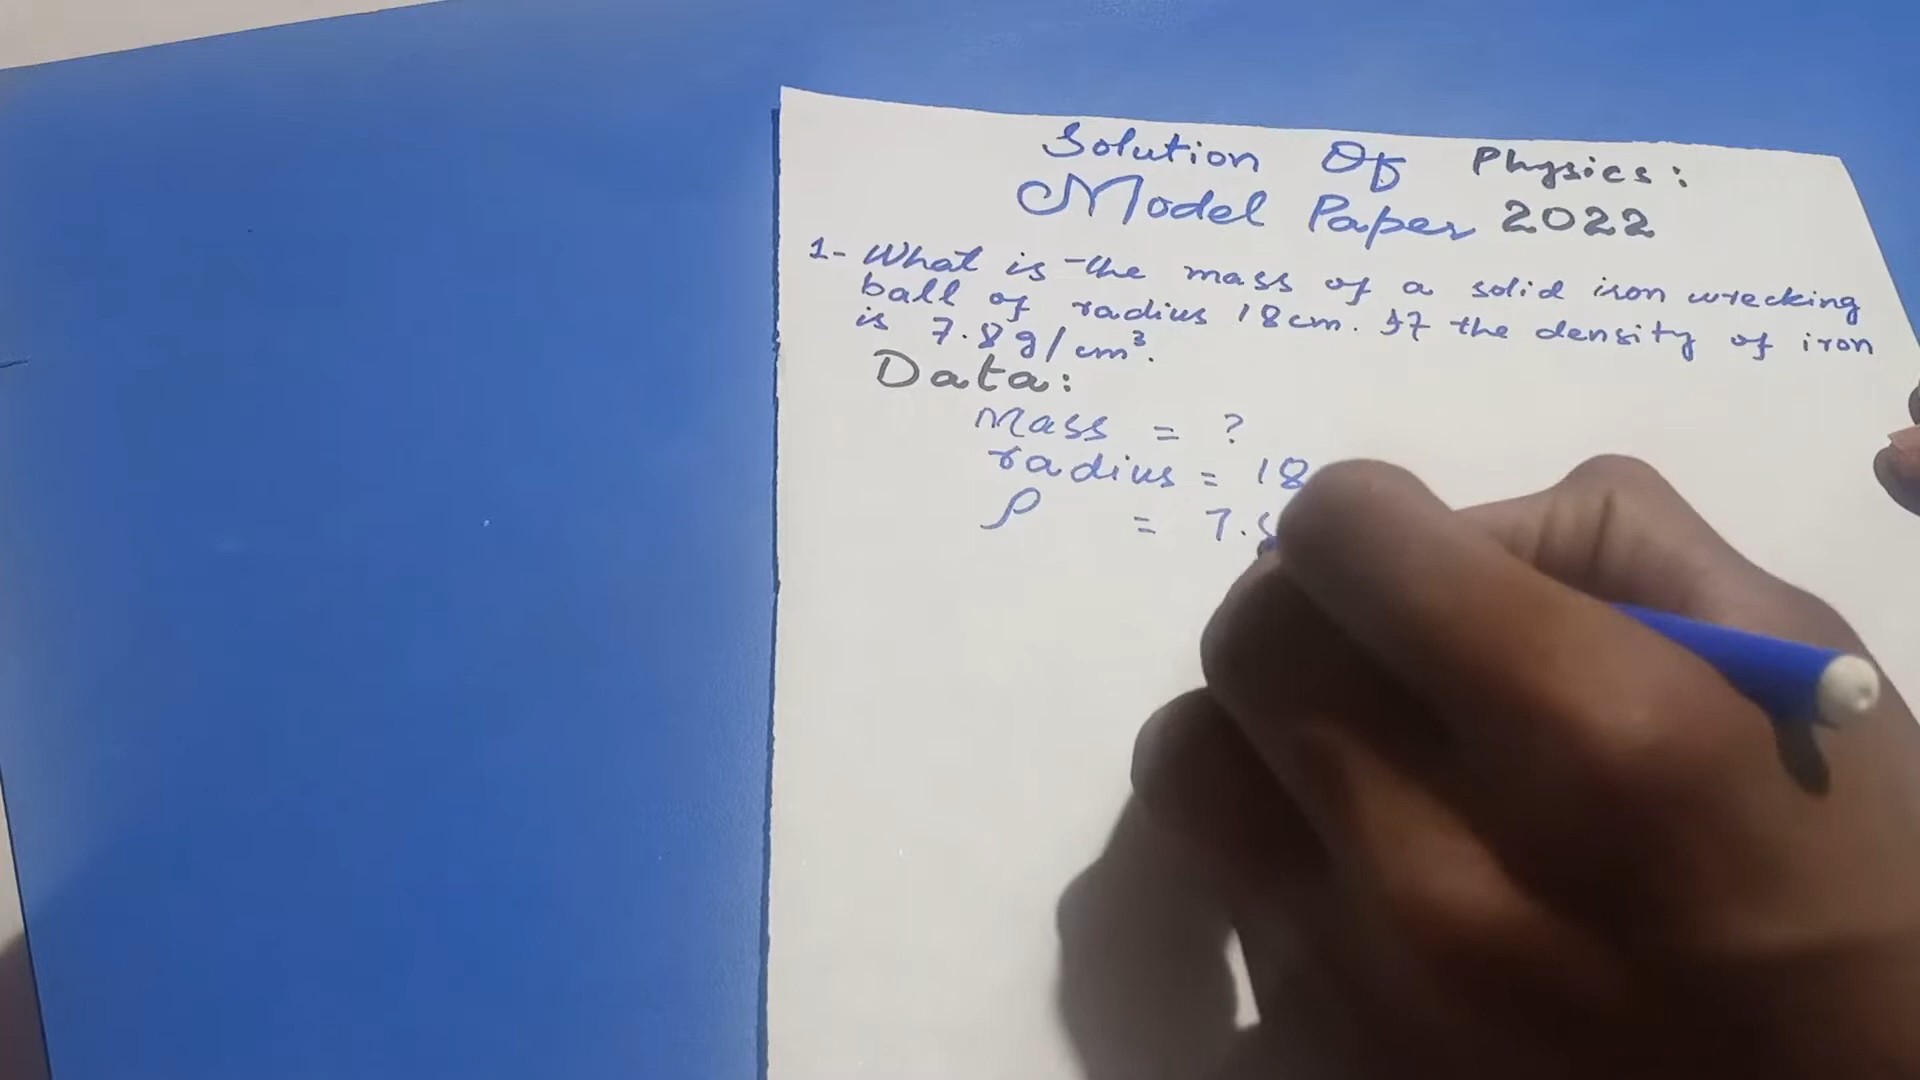 Solution Of Physics:
Model Paper 2022
1- What is the mass of a solid iron wrecking
ball of radius 18cm. If the density of iron
is 7.8g/cm³.
Data:
Mass = ?
radius = 18
ρ = 7.